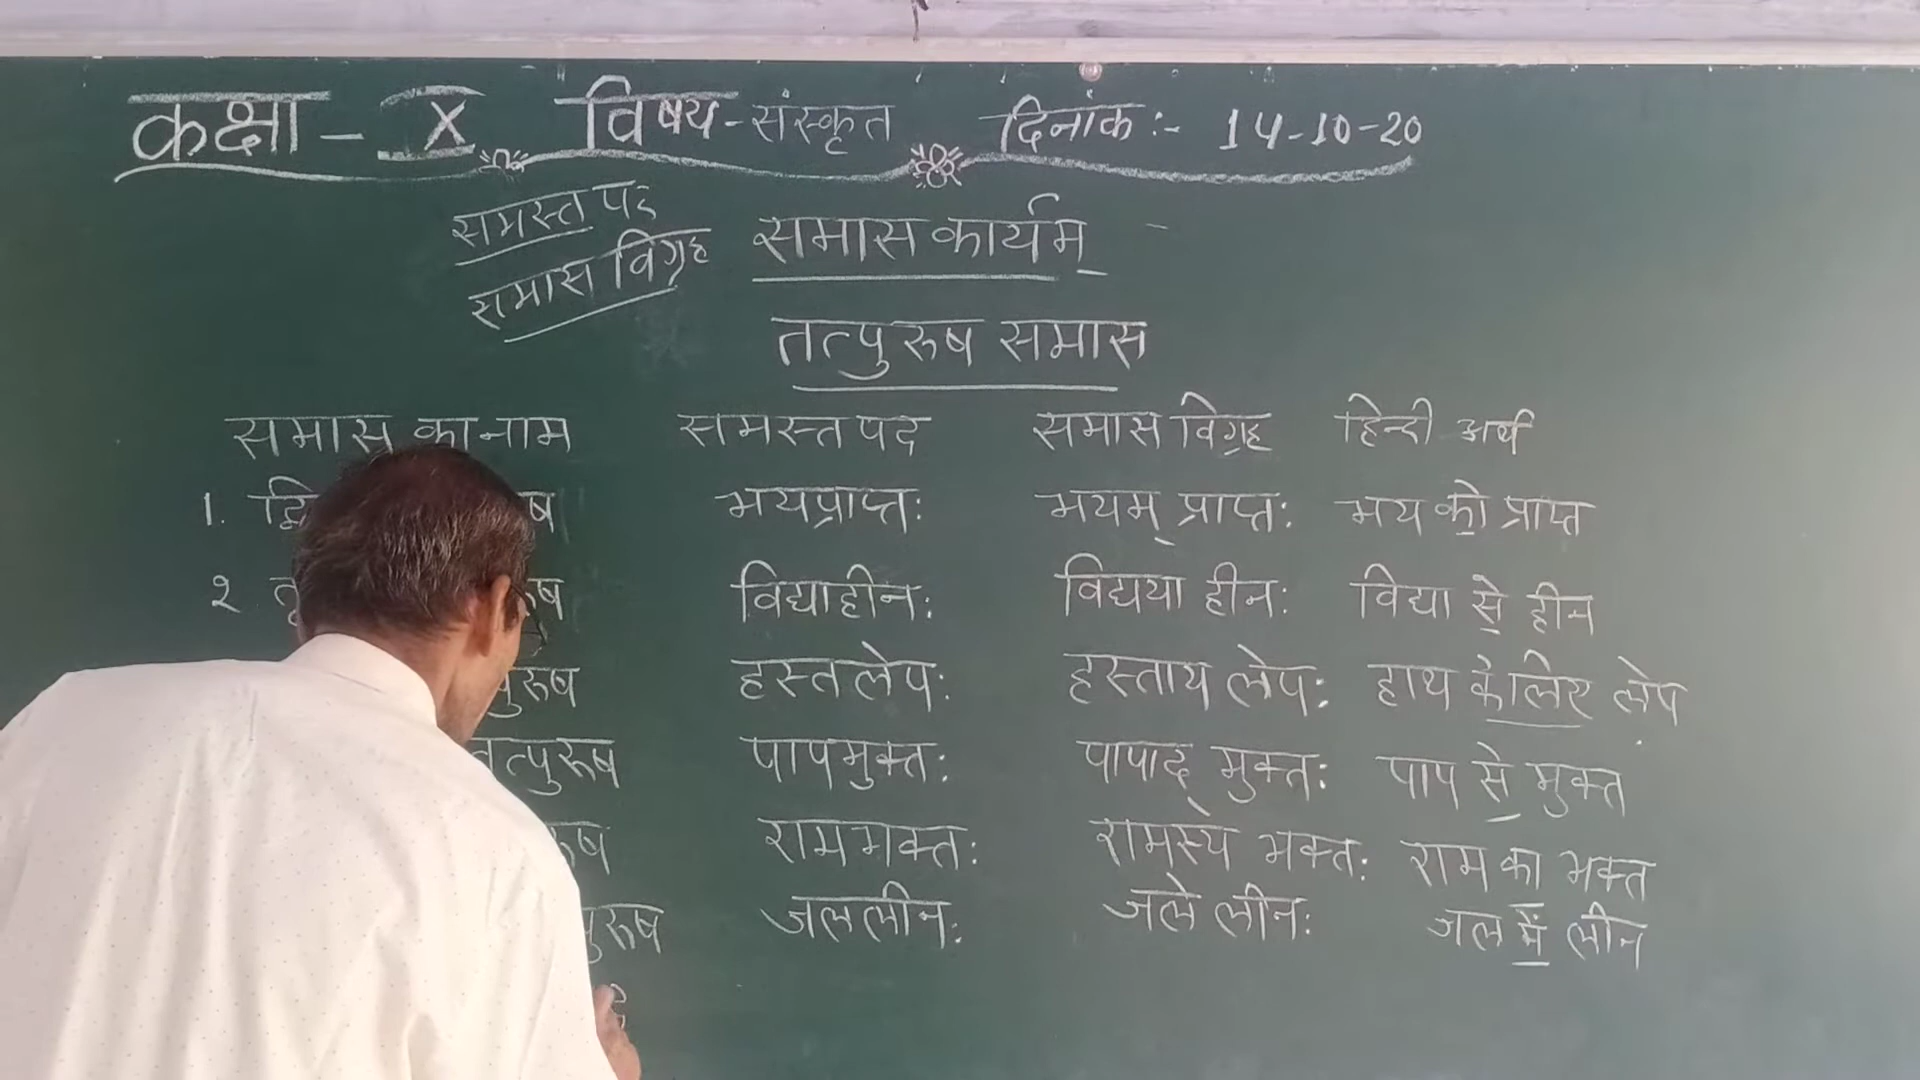 कक्षा - X विषय - संस्कृत दिनांक :- 14-10-20
समस्त पद
समास विग्रह
समास कार्यम्
तत्पुरुष समास
समास का नाम समस्त पद समास विग्रह हिन्दी अर्थ
1. भयप्राप्तः भयम् प्राप्तः भय को प्राप्त
2 विद्याहीनः विद्यया हीनः विद्या से हीन
हस्तलेपः हस्ताय लेपः हाथ के लिए लेप
तत्पुरुष पापमुक्तः पापाद् मुक्तः पाप से मुक्त
रामभक्तः रामस्य भक्तः राम का भक्त
जललीनः जले लीनः जल में लीन